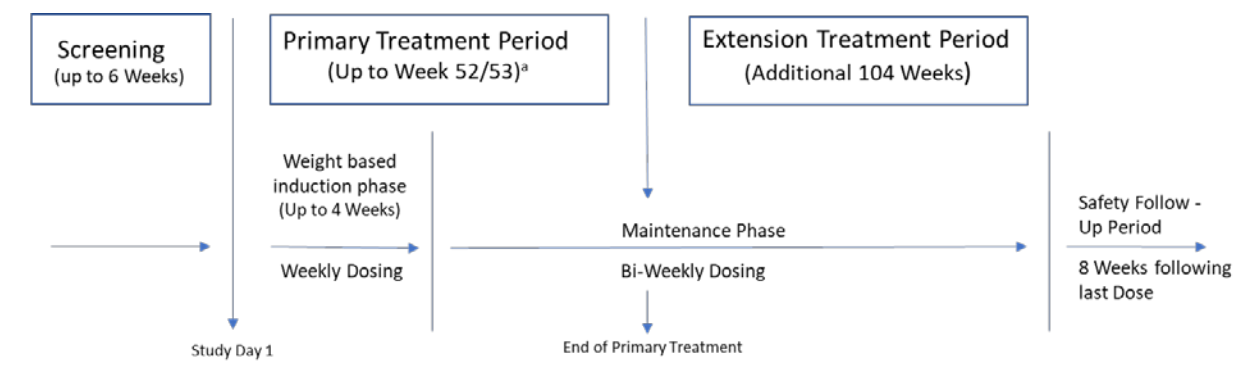 Screening
(up to 6 Weeks)
Primary Treatment Period
(Up to Week 52/53)ᵃ
Extension Treatment Period
(Additional 104 Weeks)
Weight based
induction phase
(Up to 4 Weeks)
Weekly Dosing
Maintenance Phase
Bi-Weekly Dosing
Safety Follow -
Up Period
8 Weeks following
last Dose
Study Day 1
End of Primary Treatment